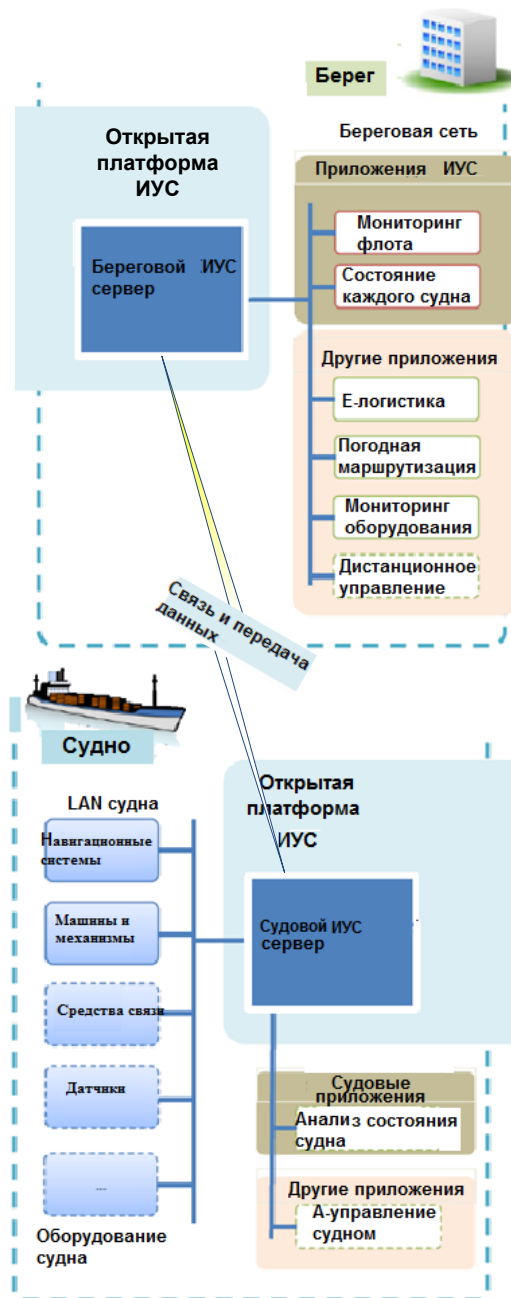 Берег
Береговая сеть
Открытая
платформа
ИУС
Приложения ИУС
Мониторинг
флота
Береговой ИУС
сервер
Состояние
каждого судна
Другие приложения
Е-логистика
Погодная
маршрутизация
Мониторинг
оборудования
Дистанционное
управление
Связь и передача
данных
Судно
LAN судна
Открытая
платформа
ИУС
Навигационные
системы
Машины и
механизмы
Судовой ИУС
сервер
Средства связи
Датчики
...
Оборудование
судна
Судовые
приложения
Анализ состояния
судна
Другие приложения
А-управление
судном